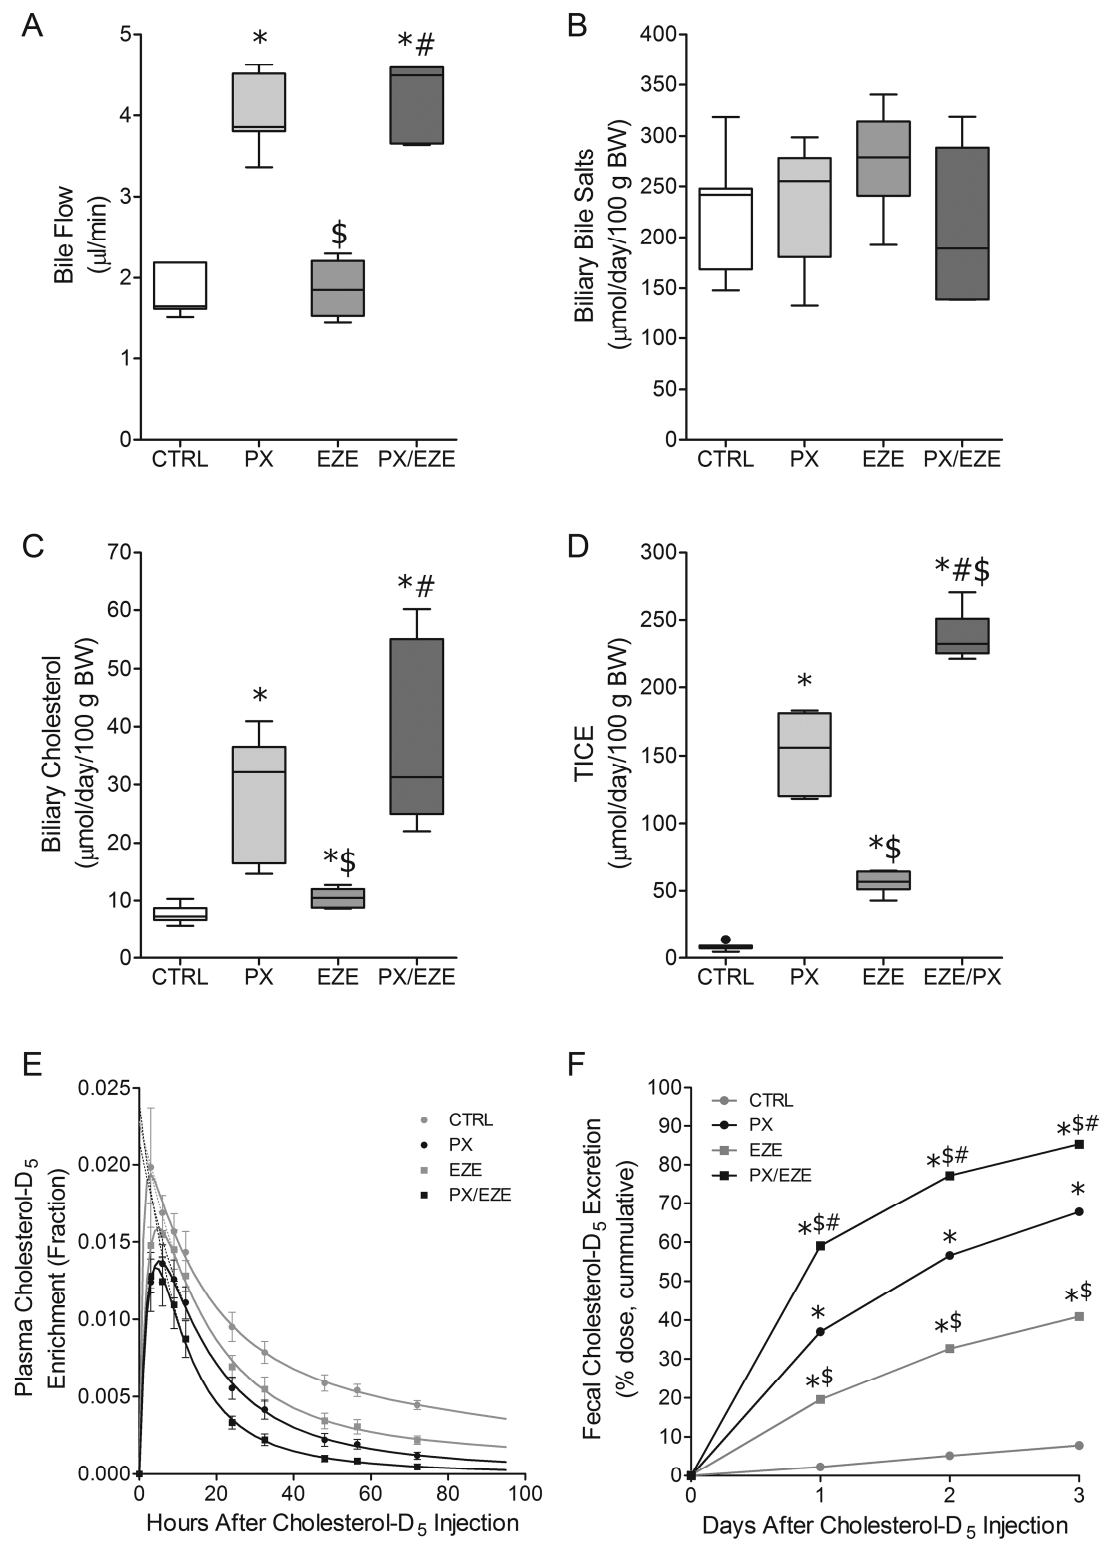 A
5
4
3
2
1
0
Bile Flow
(µl/min)
*
*#
$
CTRL PX EZE PX/EZE
B
400
350
300
250
200
150
100
50
0
Biliary Bile Salts
(µmol/day/100 g BW)
CTRL PX EZE PX/EZE
C
70
60
50
40
30
20
10
0
Biliary Cholesterol
(µmol/day/100 g BW)
*
*$
*#
CTRL PX EZE PX/EZE
D
300
250
200
150
100
50
0
TICE
(µmol/day/100 g BW)
*
*$
*#$
CTRL PX EZE EZE/PX
E
0.025
0.020
0.015
0.010
0.005
0.000
Plasma Cholesterol-D5
Enrichment (Fraction)
CTRL
PX
EZE
PX/EZE
0 20 40 60 80 100
Hours After Cholesterol-D5 Injection
F
100
90
80
70
60
50
40
30
20
10
0
Fecal Cholesterol-D5 Excretion
(% dose, cummulative)
CTRL
PX
EZE
PX/EZE
*$#
*$#
*$#
*
*
*
*$
*$
*$
0 1 2 3
Days After Cholesterol-D5 Injection